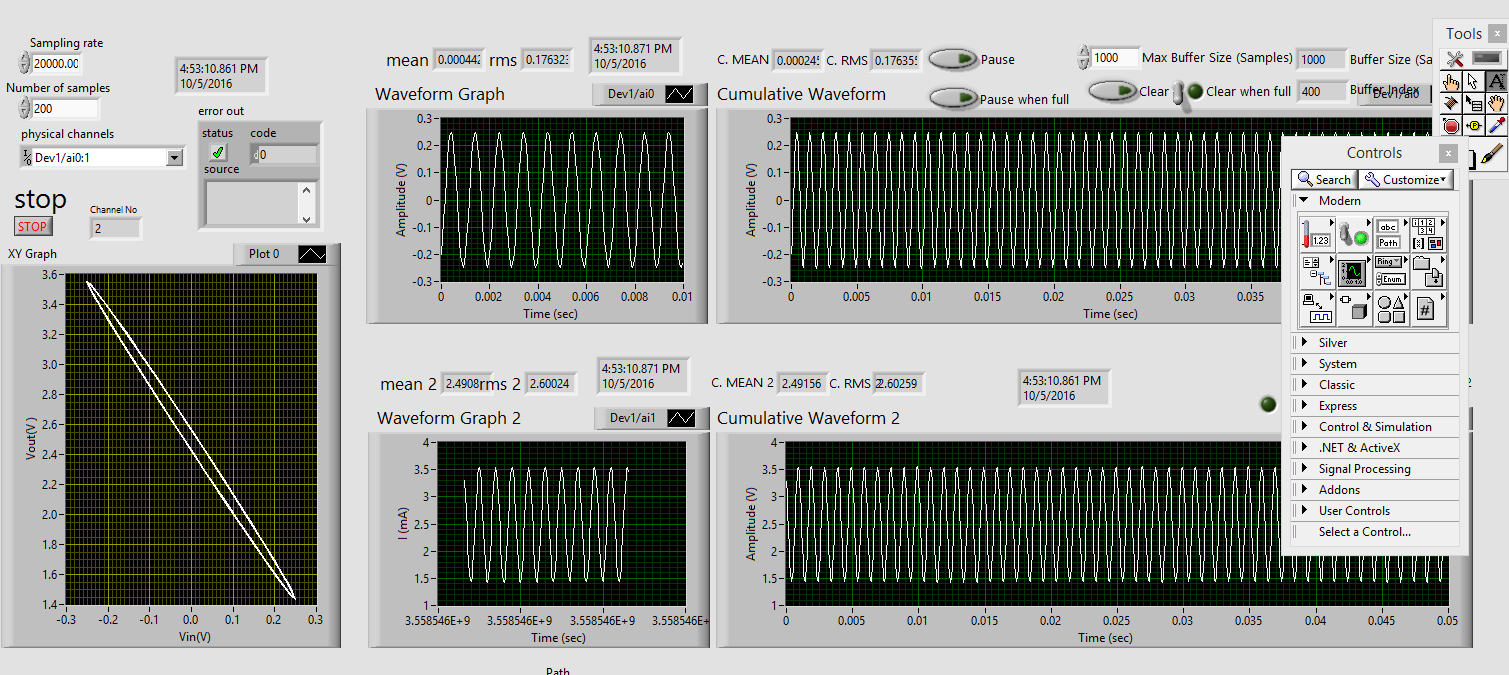 Sampling rate
20000.00
Number of samples
200
physical channels
Dev1/ai0:1
stop
STOP
Channel No
2
4:53:10.861 PM
10/5/2016
error out
status code
0
source
XY Graph
Plot 0
3.6
3.4
3.2
3.0
2.8
2.6
2.4
2.2
2.0
1.8
1.6
1.4
Vout(V)
-0.3 -0.2 -0.1 0.0 0.1 0.2 0.3
Vin(V)
mean 0.000442 rms 0.176323
4:53:10.871 PM
10/5/2016
Waveform Graph
Dev1/ai0
0.3
0.2
0.1
0
-0.1
-0.2
-0.3
Amplitude (V)
0 0.002 0.004 0.006 0.008 0.01
Time (sec)
C. MEAN 0.000245 C. RMS 0.176355
Pause
Pause when full
1000 Max Buffer Size (Samples)
1000 Buffer Size (Sa
Clear
Clear when full
400 Buffer Index
Dev1/ai0
Cumulative Waveform
0.3
0.2
0.1
0
-0.1
-0.2
-0.3
Amplitude (V)
0 0.005 0.01 0.015 0.02 0.025 0.03 0.035
Time (sec)
mean 2 2.4908 rms 2 2.60024
4:53:10.871 PM
10/5/2016
Waveform Graph 2
Dev1/ai1
4
3.5
3
2.5
2
1.5
1
I (mA)
3.558546E+9 3.558546E+9 3.558546E+9 3.558546E+
Time (sec)
C. MEAN 2 2.49156 C. RMS 2 2.60259
4:53:10.861 PM
10/5/2016
2
Cumulative Waveform 2
4
3.5
3
2.5
2
1.5
1
Amplitude (V)
0 0.005 0.01 0.015 0.02 0.025 0.03 0.035 0.04 0.045 0.05
Time (sec)
Path
Tools
Controls
Search
Customize
Modern
1.23
abc
Path
Ring
Enum
Silver
System
Classic
Express
Control & Simulation
.NET & ActiveX
Signal Processing
Addons
User Controls
Select a Control...